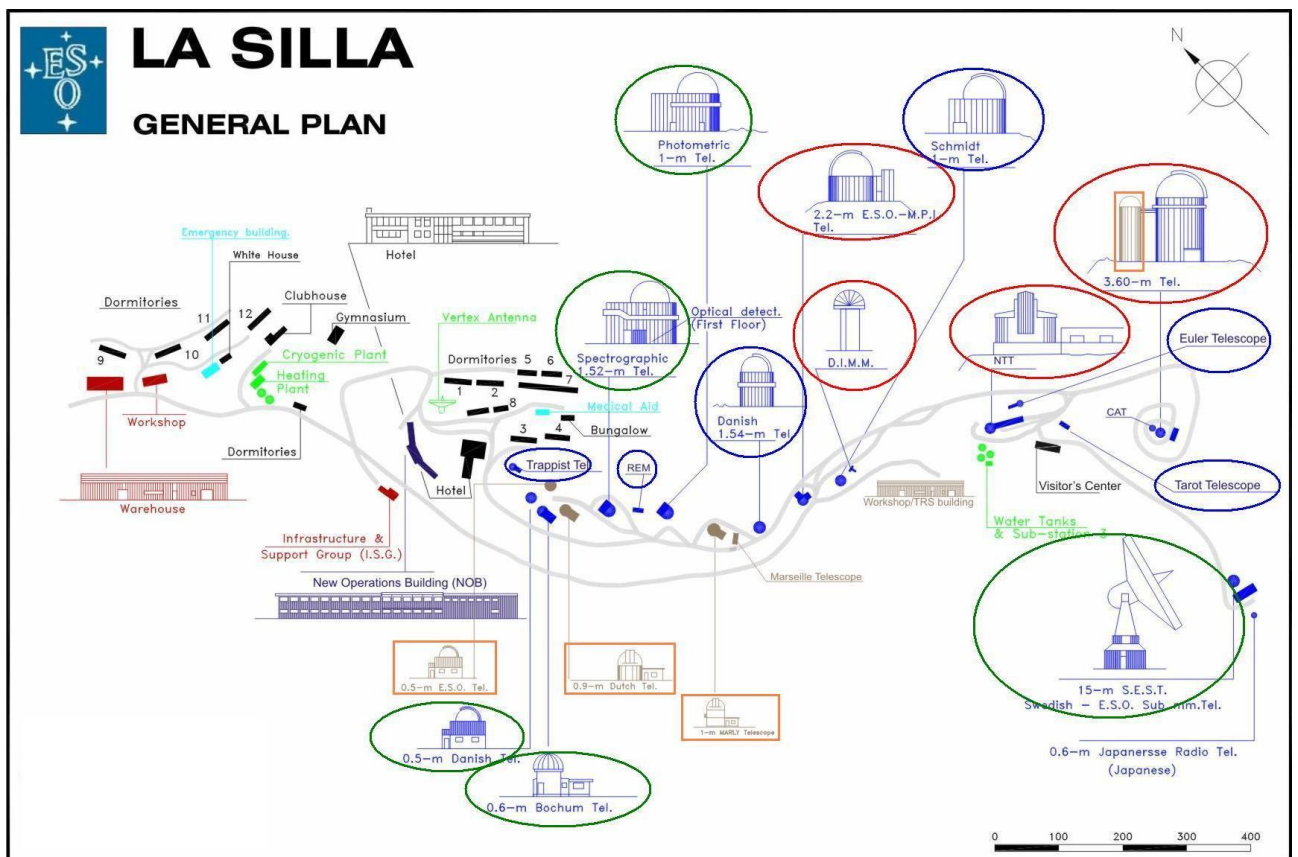 ESO
LA SILLA
GENERAL PLAN
N
Photometric
1-m Tel.
Schmidt
1-m Tel.
2.2-m E.S.O.-M.P.I
Tel.
3.60-m Tel.
Hotel
Emergency building.
White House
Dormitories
11
12
Clubhouse
Gymnasium
9
10
Cryogenic Plant
Heating
Plant
Vertex Antenna
Dormitories
5
6
7
1
2
8
3
4
Medical Aid
Bungalow
Optical detect.
(First Floor)
Spectrographic
1.52-m Tel.
D.I.M.M.
Danish
1.54-m Tel.
NTT
Euler Telescope
CAT
Workshop
Dormitories
Warehouse
Hotel
Trappist Tel
REM
Workshop/TRS building
Visitor's Center
Tarot Telescope
Water Tanks
& Sub-station 3
Infrastructure &
Support Group (I.S.G.)
New Operations Building (NOB)
Marseille Telescope
0.5-m E.S.O. Tel.
0.9-m Dutch Tel.
1-m MARLY Telescope
0.5-m Danish Tel.
0.6-m Bochum Tel.
15-m S.E.S.T.
Swedish - E.S.O. Sub mm.Tel.
0.6-m Japanersse Radio Tel.
(Japanese)
0 100 200 300 400